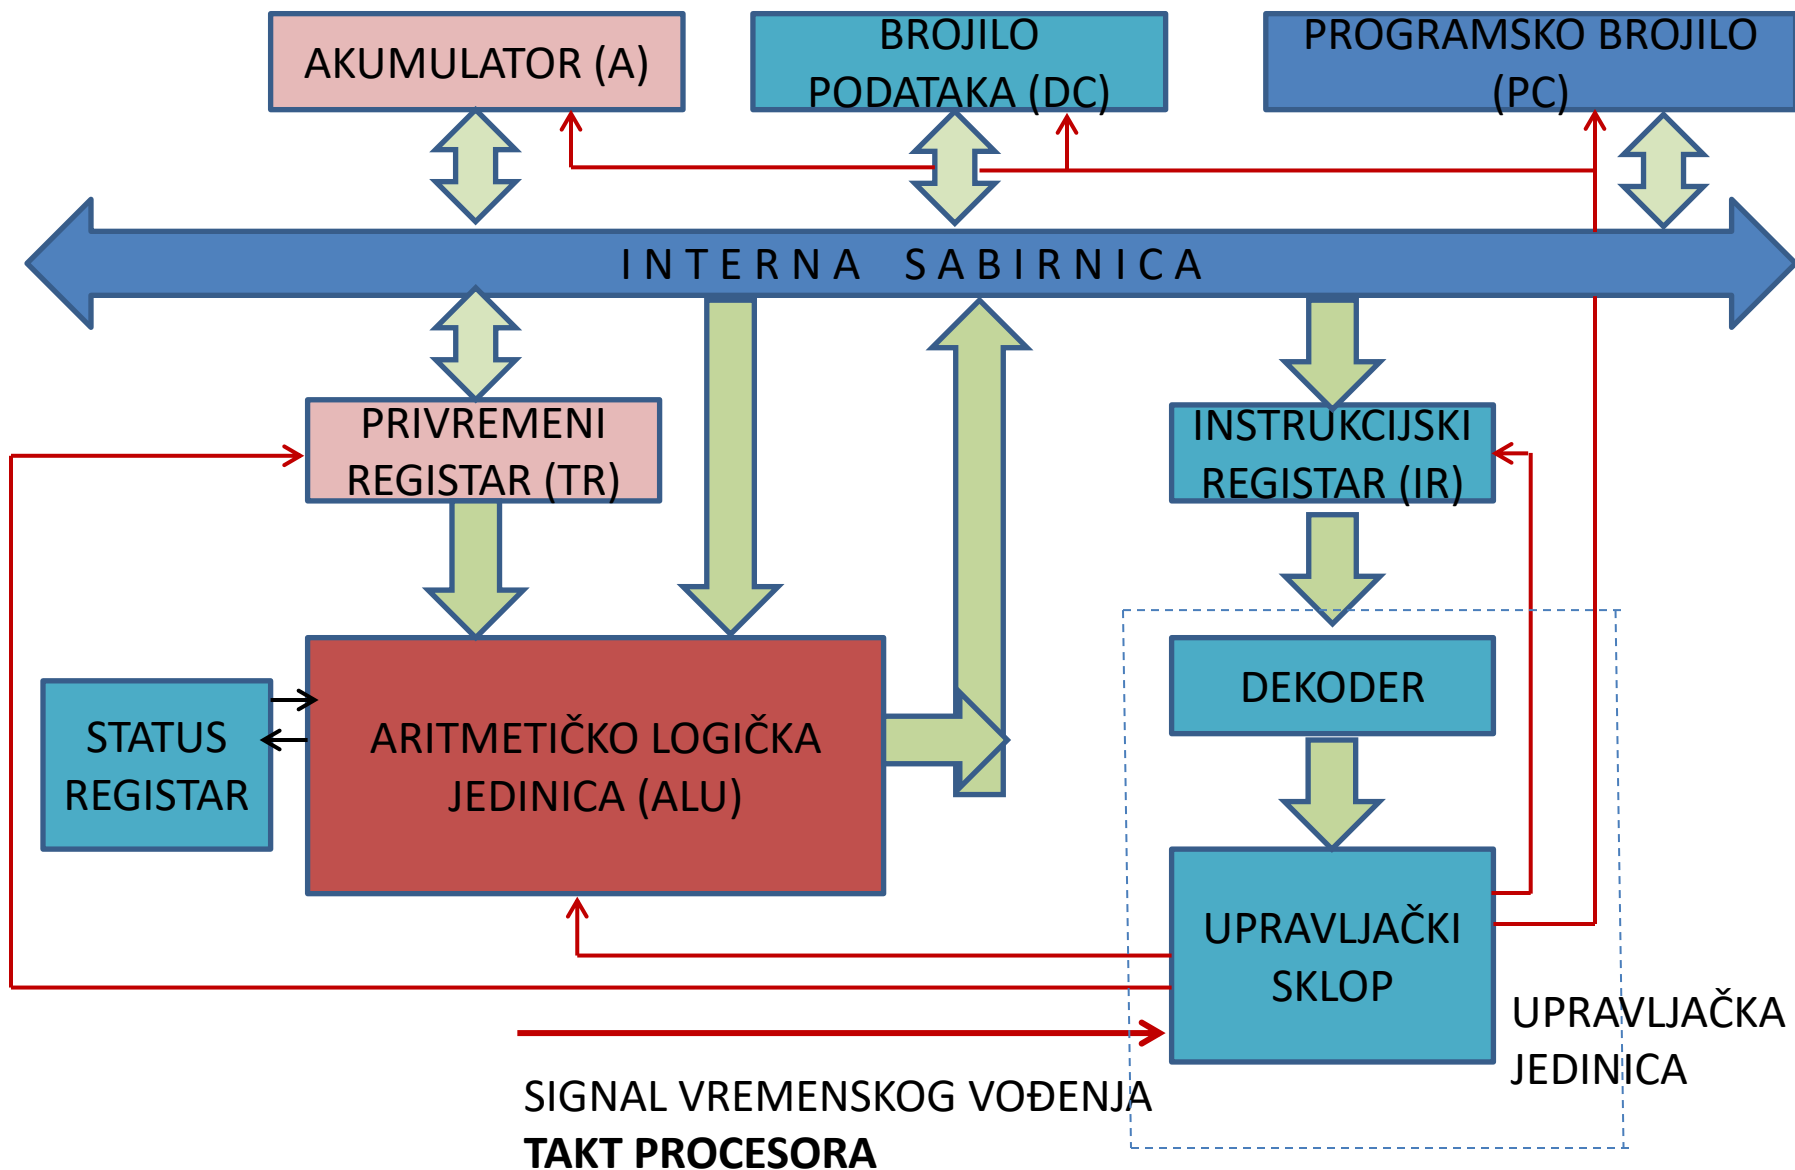 AKUMULATOR (A)
BROJILO
PODATAKA (DC)
PROGRAMSKO BROJILO
(PC)
INTERNA SABIRNICA
PRIVREMENI
REGISTAR (TR)
INSTRUKCIJSKI
REGISTAR (IR)
DEKODER
STATUS
REGISTAR
ARITMETIČKO LOGIČKA
JEDINICA (ALU)
UPRAVLJAČKI
SKLOP
UPRAVLJAČKA
JEDINICA
SIGNAL VREMENSKOG VOĐENJA
TAKT PROCESORA